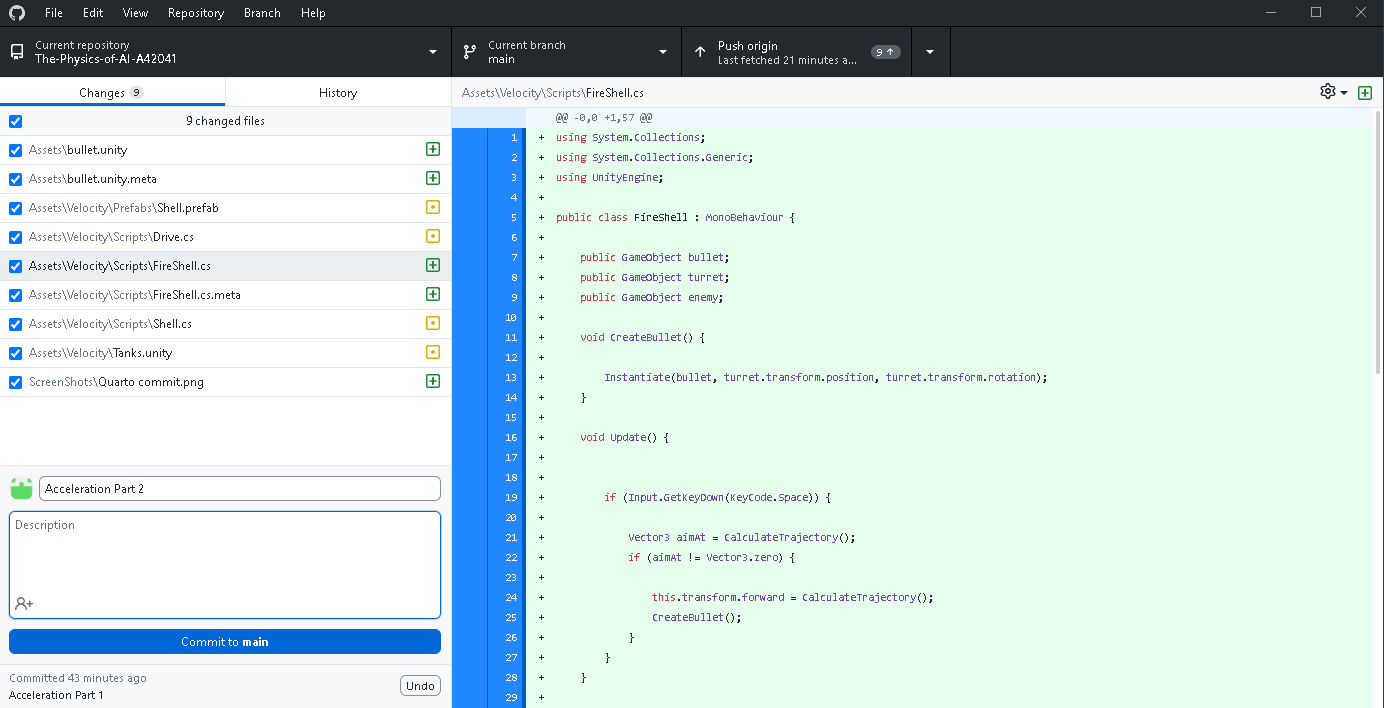 File Edit View Repository Branch Help
Current repository
The-Physics-of-AI-A42041
Current branch
main
Push origin
Last fetched 21 minutes a...
9
Changes 9
History
9 changed files
Assets\bullet.unity
Assets\bullet.unity.meta
Assets\Velocity\Prefabs\Shell.prefab
Assets\Velocity\Scripts\Drive.cs
Assets\Velocity\Scripts\FireShell.cs
Assets\Velocity\Scripts\FireShell.cs.meta
Assets\Velocity\Scripts\Shell.cs
Assets\Velocity\Tanks.unity
ScreenShots\Quarto commit.png
Acceleration Part 2
Description
Commit to main
Committed 43 minutes ago
Acceleration Part 1
Undo
Assets\Velocity\Scripts\FireShell.cs
@@ -0,0 +1,57 @@
1 + using System.Collections;
2 + using System.Collections.Generic;
3 + using UnityEngine;
4 +
5 + public class FireShell : MonoBehaviour {
6 +
7 + public GameObject bullet;
8 + public GameObject turret;
9 + public GameObject enemy;
10 +
11 + void CreateBullet() {
12 +
13 + Instantiate(bullet, turret.transform.position, turret.transform.rotation);
14 + }
15 +
16 + void Update() {
17 +
18 +
19 + if (Input.GetKeyDown(KeyCode.Space)) {
20 +
21 + Vector3 aimAt = CalculateTrajectory();
22 + if (aimAt != Vector3.zero) {
23 +
24 + this.transform.forward = CalculateTrajectory();
25 + CreateBullet();
26 + }
27 + }
28 + }
29 +